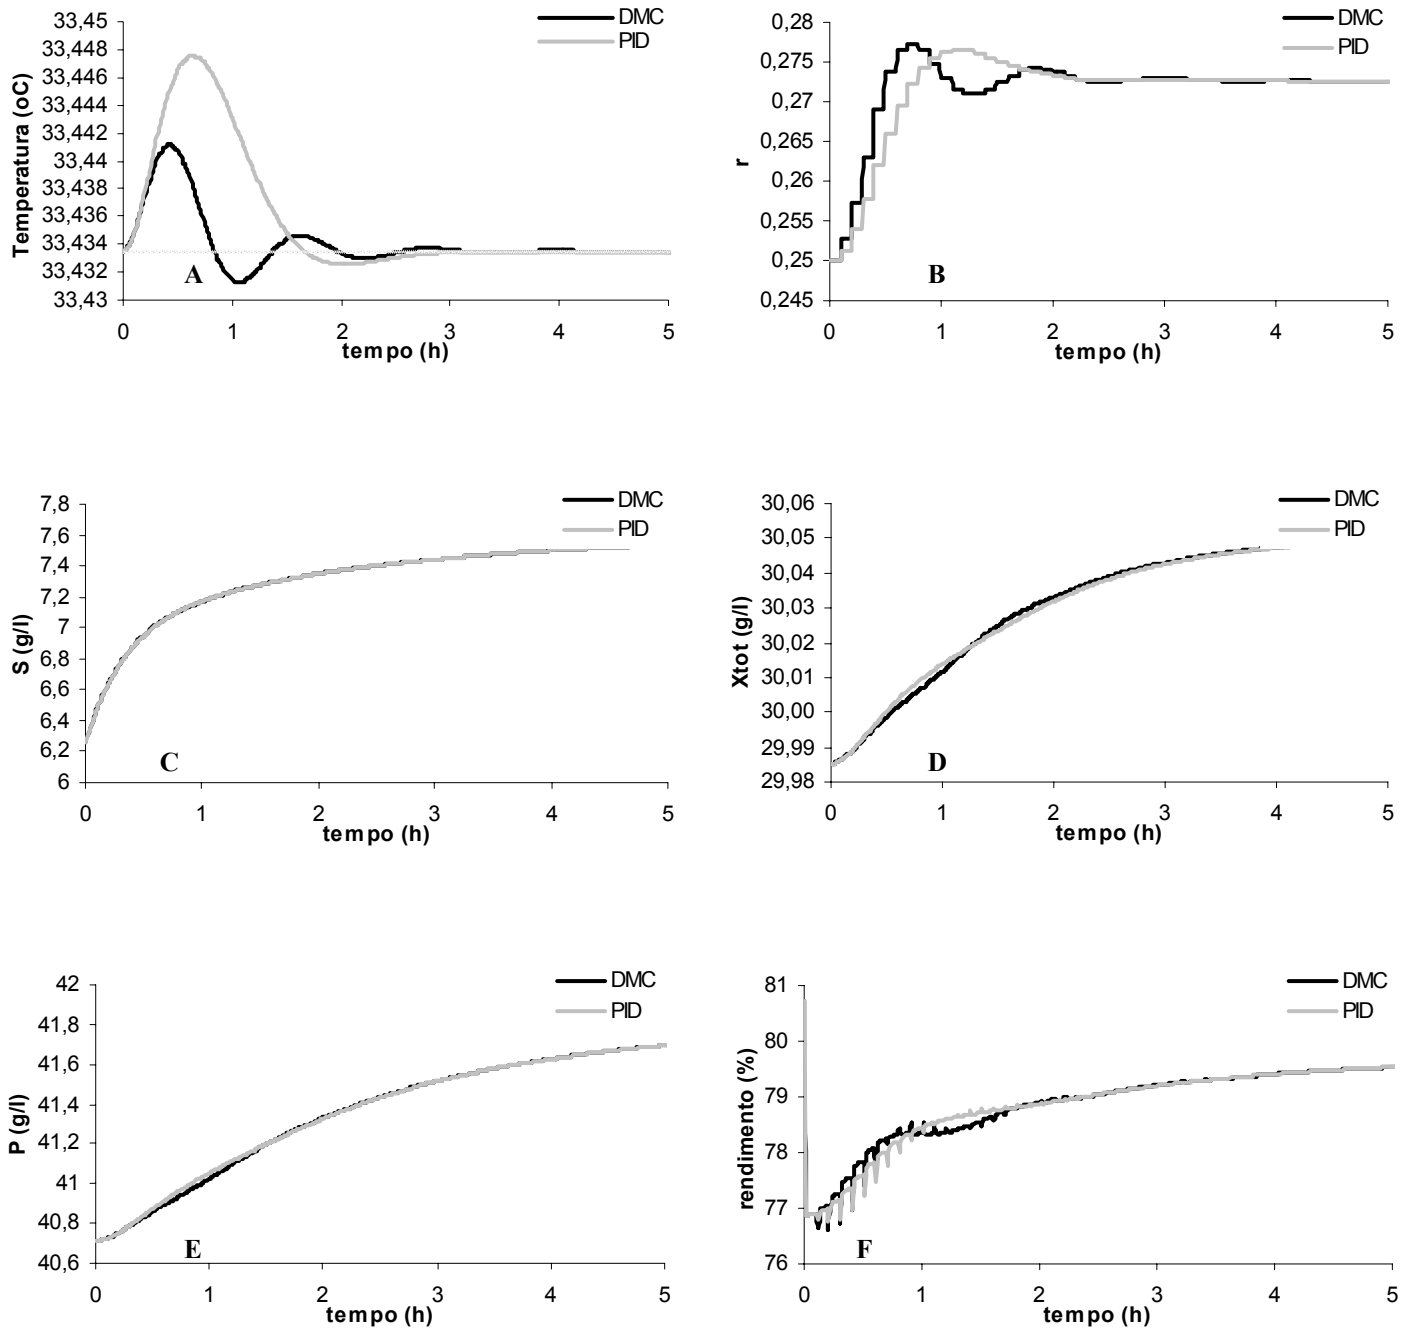 DMC
PID
33,45
33,448
33,446
33,444
33,442
33,44
33,438
33,436
33,434
33,432
33,43
Temperatura (oC)
A
0 1 2 3 4 5
tempo (h)
DMC
PID
0,28
0,275
0,27
0,265
0,26
0,255
0,25
0,245
r
B
0 1 2 3 4 5
tempo (h)
DMC
PID
7,8
7,6
7,4
7,2
7
6,8
6,6
6,4
6,2
6
S (g/l)
C
0 1 2 3 4 5
tempo (h)
DMC
PID
30,06
30,05
30,04
30,03
30,02
30,01
30,00
29,99
29,98
Xtot (g/l)
D
0 1 2 3 4 5
tempo (h)
DMC
PID
42
41,8
41,6
41,4
41,2
41
40,8
40,6
P (g/l)
E
0 1 2 3 4 5
tempo (h)
DMC
PID
81
80
79
78
77
76
rendimento (%)
F
0 1 2 3 4 5
tempo (h)